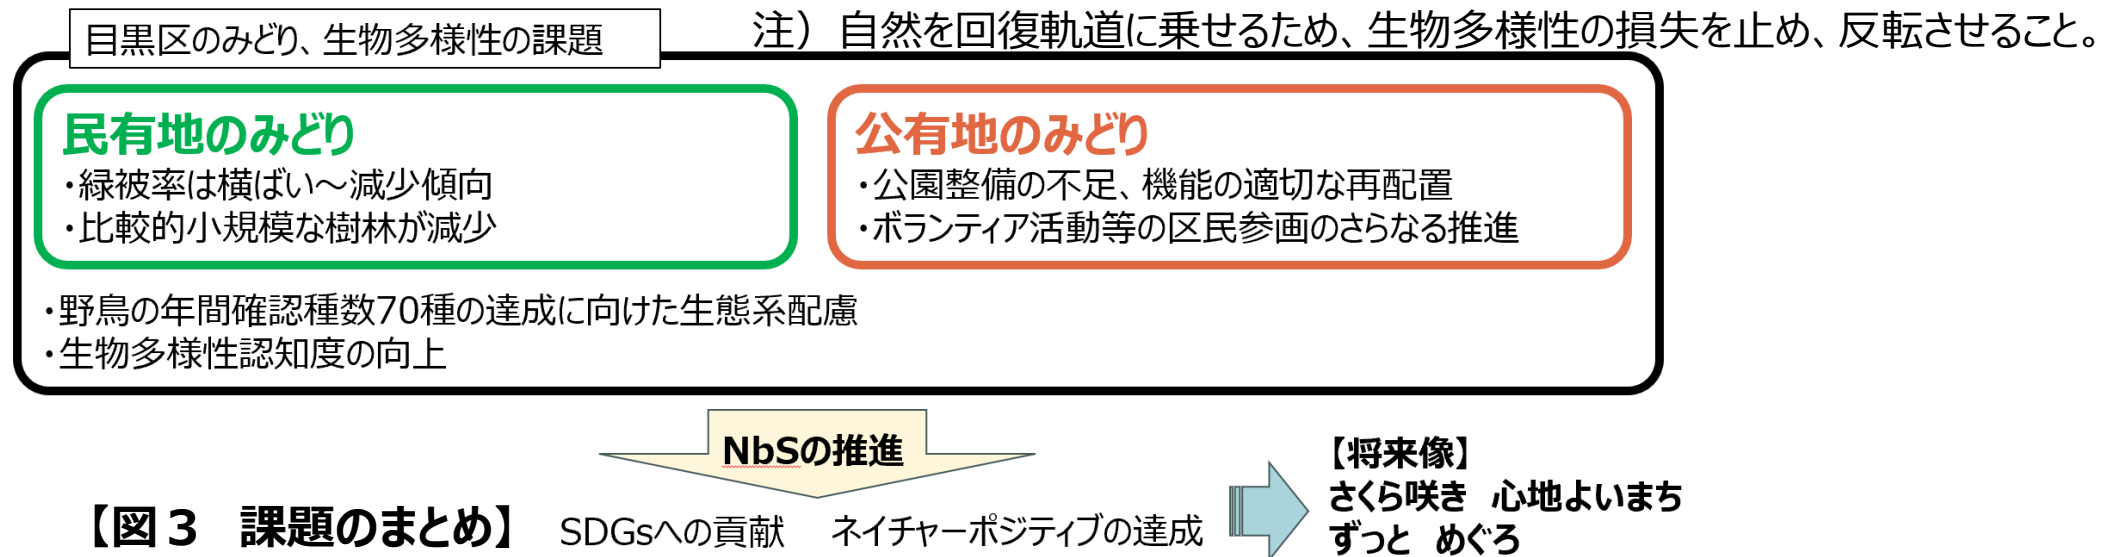 目黒区のみどり、生物多様性の課題
注）自然を回復軌道に乗せるため、生物多様性の損失を止め、反転させること。
民有地のみどり
・緑被率は横ばい～減少傾向
・比較的小規模な樹林が減少
公有地のみどり
・公園整備の不足、機能の適切な再配置
・ボランティア活動等の区民参画のさらなる推進
・野鳥の年間確認種数70種の達成に向けた生態系配慮
・生物多様性認知度の向上
NbSの推進
【図３　課題のまとめ】
SDGsへの貢献　ネイチャーポジティブの達成
【将来像】
さくら咲き　心地よいまち
ずっと　めぐろ